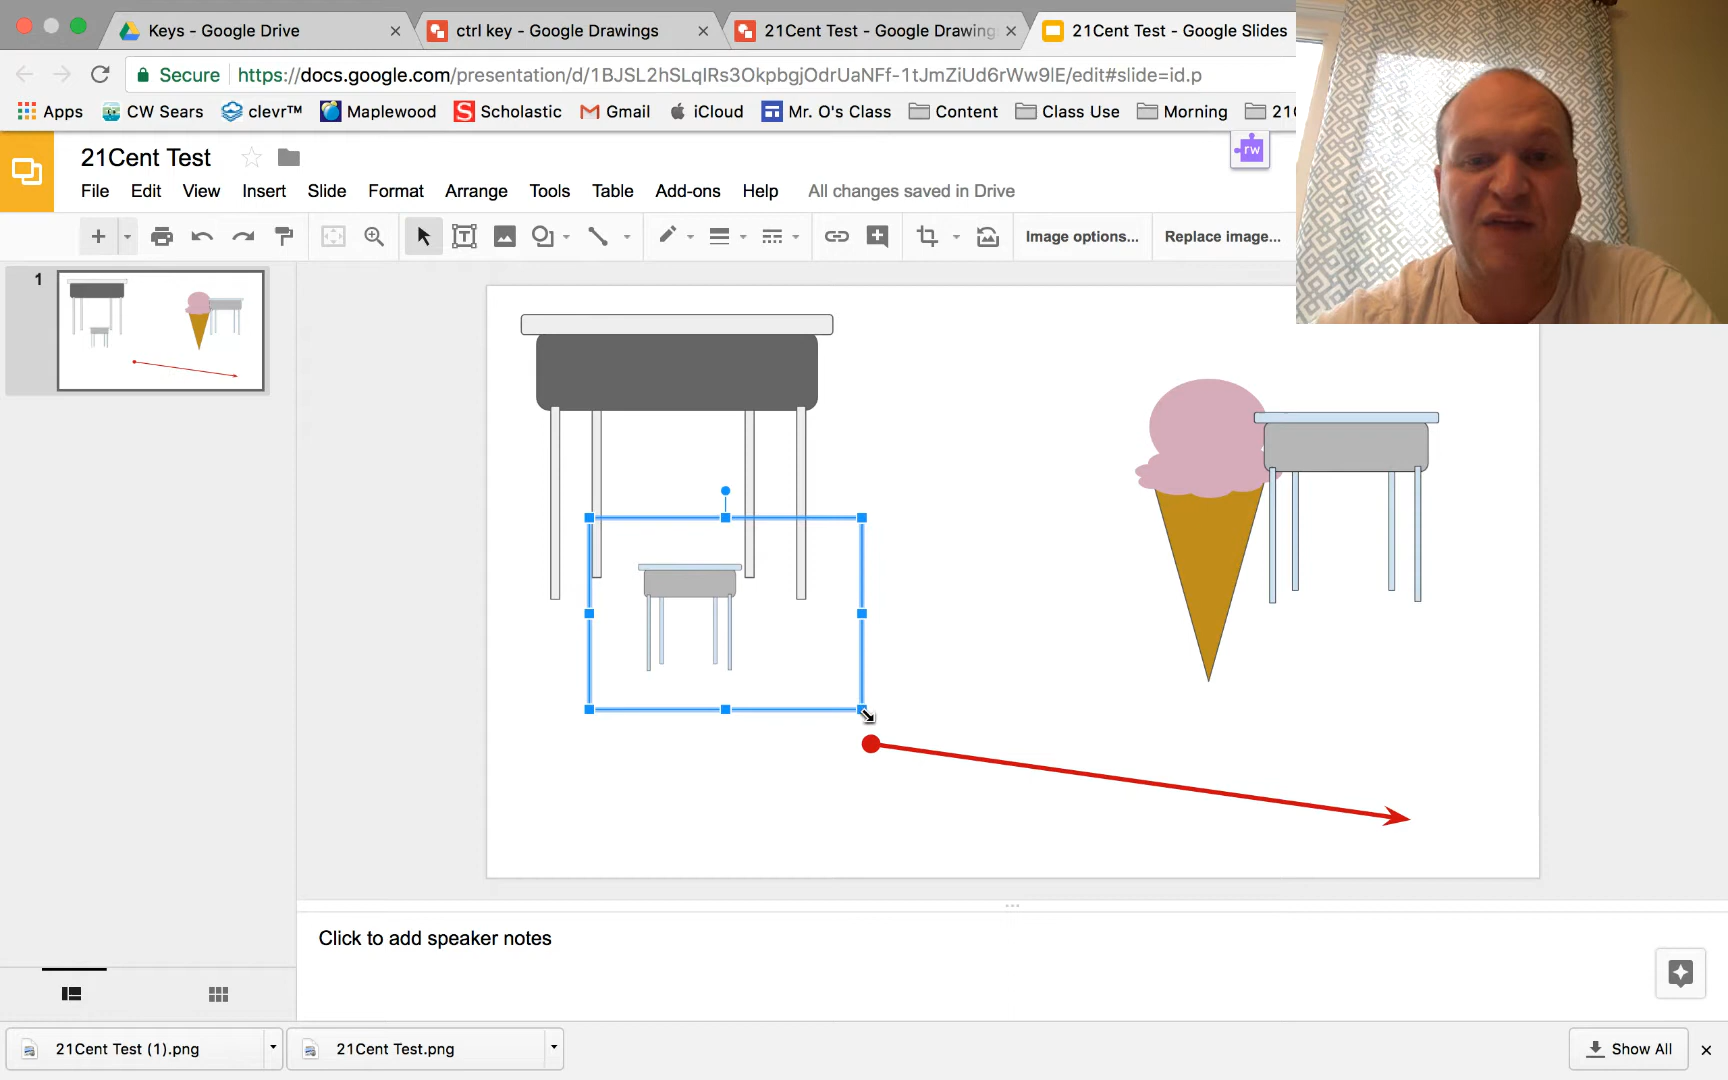 Keys - Google Drive
ctrl key - Google Drawings
21Cent Test - Google Drawing
21Cent Test - Google Slides
Secure https://docs.google.com/presentation/d/1BJSL2hSLqlRs3OkpbgjOdrUaNFf-1tJmZiUd6rWw9lE/edit#slide=id.p
Apps CW Sears clevr™ Maplewood Scholastic Gmail iCloud Mr. O's Class Content Class Use Morning 21
rw
21Cent Test
File Edit View Insert Slide Format Arrange Tools Table Add-ons Help All changes saved in Drive
Image options... Replace image...
1
Click to add speaker notes
21Cent Test (1).png
21Cent Test.png
Show All